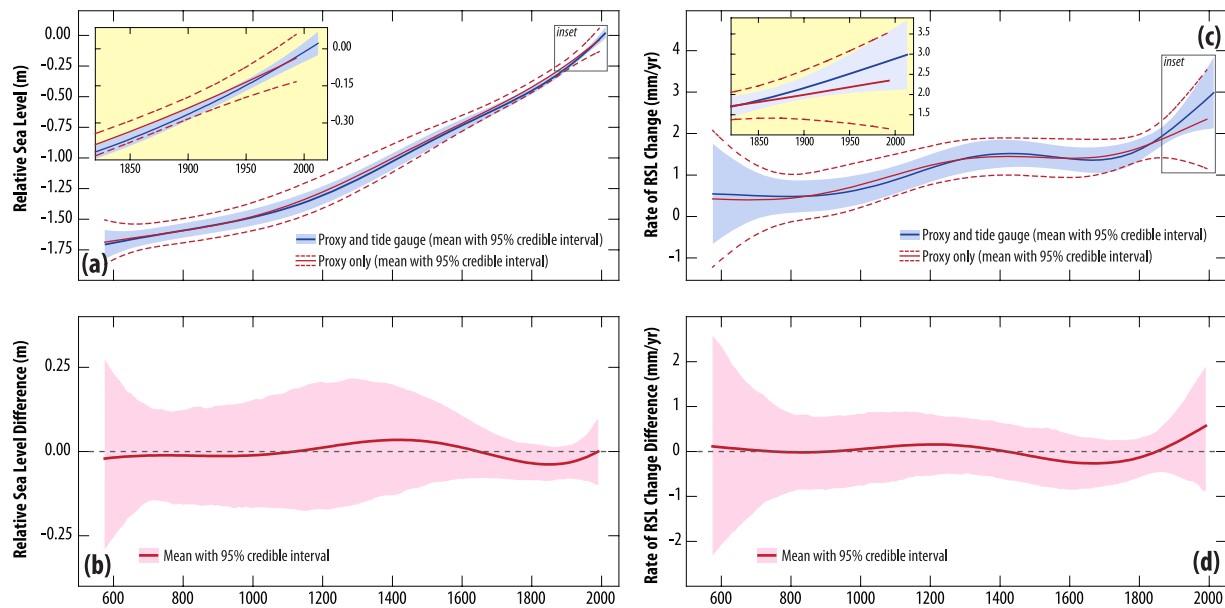 (a)
Relative Sea Level (m)
0.00
−0.25
−0.50
−0.75
−1.00
−1.25
−1.50
−1.75
inset
0.00
−0.15
−0.30
1850
1900
1950
2000
Proxy and tide gauge (mean with 95% credible interval)
Proxy only (mean with 95% credible interval)
(c)
Rate of RSL Change (mm/yr)
4
3
2
1
0
−1
inset
3.5
3.0
2.5
2.0
1.5
1850
1900
1950
2000
Proxy and tide gauge (mean with 95% credible interval)
Proxy only (mean with 95% credible interval)
(b)
Relative Sea Level Difference (m)
0.25
0.00
−0.25
Mean with 95% credible interval
600 800 1000 1200 1400 1600 1800 2000
(d)
Rate of RSL Change Difference (mm/yr)
2
1
0
−1
−2
Mean with 95% credible interval
600 800 1000 1200 1400 1600 1800 2000